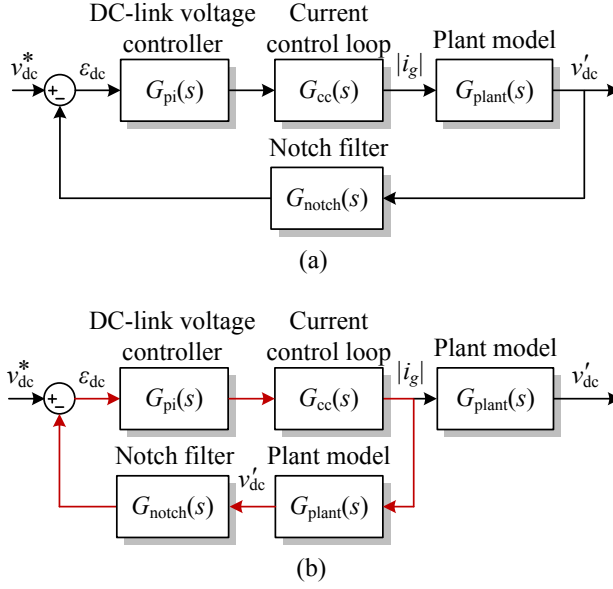 DC-link voltage controller
Current control loop
Plant model
v*dc
εdc
+
−
Gpi(s)
Gcc(s)
|ig|
Gplant(s)
v′dc
Notch filter
Gnotch(s)
(a)
DC-link voltage controller
Current control loop
Plant model
v*dc
εdc
+
−
Gpi(s)
Gcc(s)
|ig|
Gplant(s)
v′dc
Notch filter
Plant model
Gnotch(s)
v′dc
Gplant(s)
(b)